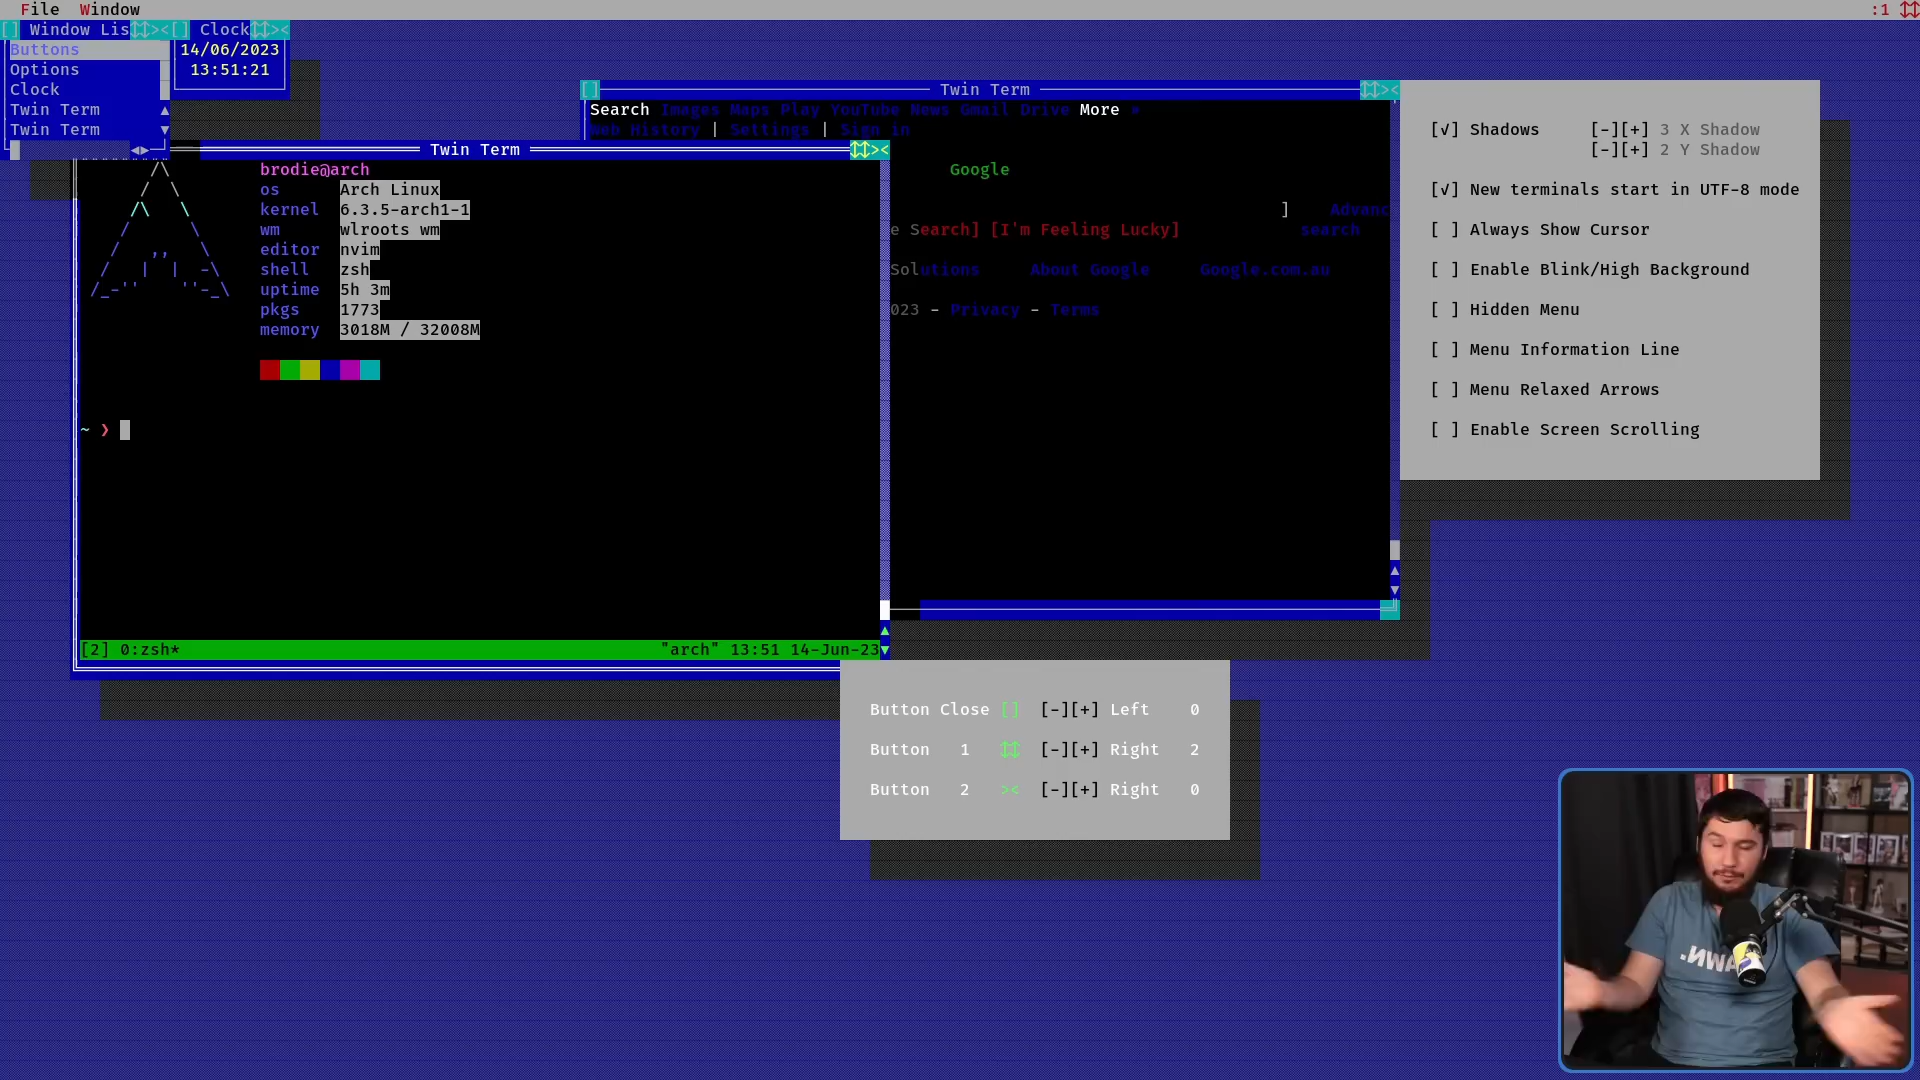 File Window :1
[] Window Lis >< [] Clock ><
Buttons
Options
Clock
Twin Term
Twin Term
14/06/2023
13:51:21
[] Twin Term ><
Search Images Maps Play YouTube News Gmail Drive More »
Web History | Settings | Sign in
Google
] Advanc
e Search] [I'm Feeling Lucky] search
Solutions About Google Google.com.au
023 - Privacy - Terms
Twin Term ><
brodie@arch
os Arch Linux
kernel 6.3.5-arch1-1
wm wlroots wm
editor nvim
shell zsh
uptime 5h 3m
pkgs 1773
memory 3018M / 32008M
~ ❯
[2] 0:zsh* "arch" 13:51 14-Jun-23
[√] Shadows [-][+] 3 X Shadow
[-][+] 2 Y Shadow
[√] New terminals start in UTF-8 mode
[ ] Always Show Cursor
[ ] Enable Blink/High Background
[ ] Hidden Menu
[ ] Menu Information Line
[ ] Menu Relaxed Arrows
[ ] Enable Screen Scrolling
Button Close [] [-][+] Left 0
Button 1 [-][+] Right 2
Button 2 >< [-][+] Right 0